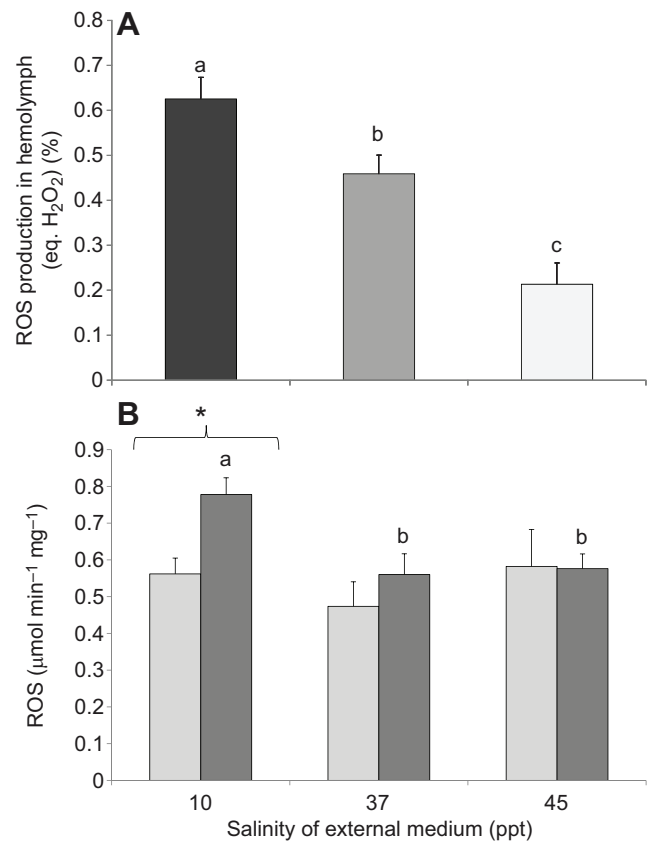 A
ROS production in hemolymph
(eq. H₂O₂) (%)
0.8
0.7
0.6
0.5
0.4
0.3
0.2
0.1
0
a
b
c
B
*
ROS (µmol min⁻¹ mg⁻¹)
0.9
0.8
0.7
0.6
0.5
0.4
0.3
0.2
0.1
0
a
b
b
10 37 45
Salinity of external medium (ppt)